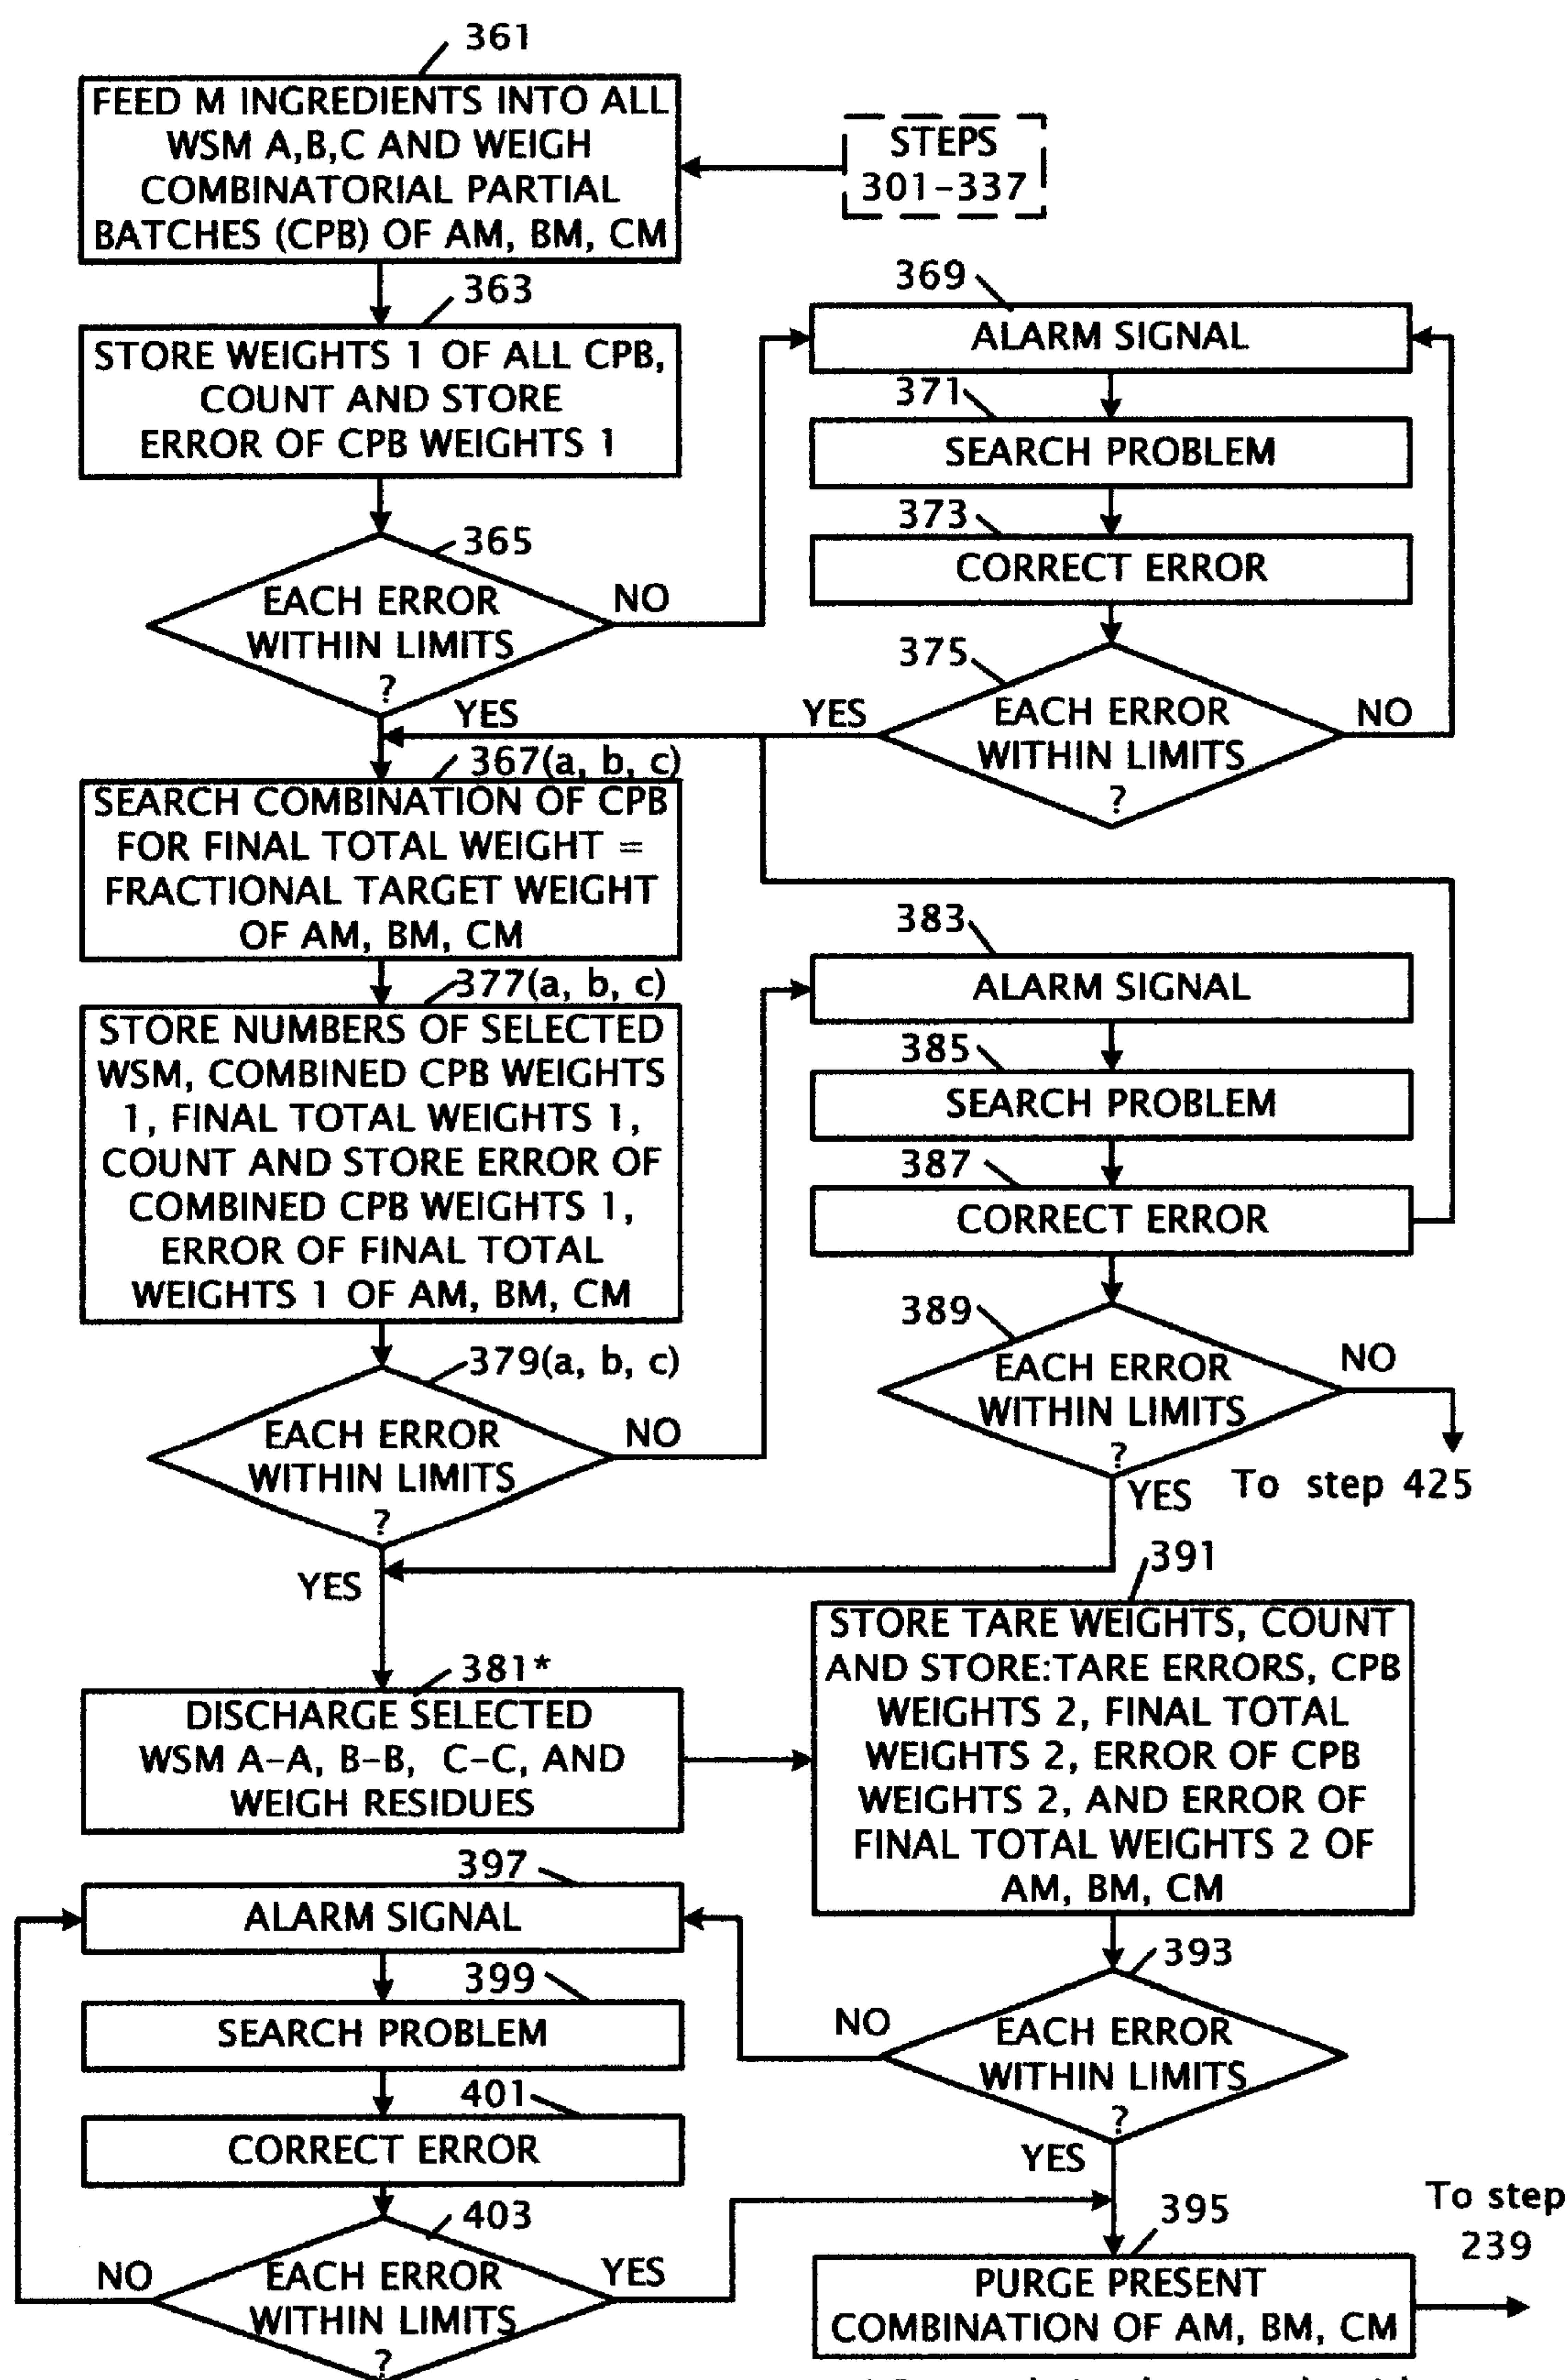 361
FEED M INGREDIENTS INTO ALL
WSM A,B,C AND WEIGH
COMBINATORIAL PARTIAL
BATCHES (CPB) OF AM, BM, CM
STEPS
301-337
363
STORE WEIGHTS 1 OF ALL CPB,
COUNT AND STORE
ERROR OF CPB WEIGHTS 1
369
ALARM SIGNAL
371
SEARCH PROBLEM
373
CORRECT ERROR
365
EACH ERROR
WITHIN LIMITS
?
NO
YES
375
EACH ERROR
WITHIN LIMITS
?
YES
NO
367(a, b, c)
SEARCH COMBINATION OF CPB
FOR FINAL TOTAL WEIGHT =
FRACTIONAL TARGET WEIGHT
OF AM, BM, CM
377(a, b, c)
STORE NUMBERS OF SELECTED
WSM, COMBINED CPB WEIGHTS
1, FINAL TOTAL WEIGHTS 1,
COUNT AND STORE ERROR OF
COMBINED CPB WEIGHTS 1,
ERROR OF FINAL TOTAL
WEIGHTS 1 OF AM, BM, CM
383
ALARM SIGNAL
385
SEARCH PROBLEM
387
CORRECT ERROR
379(a, b, c)
EACH ERROR
WITHIN LIMITS
?
NO
YES
389
EACH ERROR
WITHIN LIMITS
?
NO
YES
To step 425
381*
DISCHARGE SELECTED
WSM A-A, B-B, C-C, AND
WEIGH RESIDUES
391
STORE TARE WEIGHTS, COUNT
AND STORE:TARE ERRORS, CPB
WEIGHTS 2, FINAL TOTAL
WEIGHTS 2, ERROR OF CPB
WEIGHTS 2, AND ERROR OF
FINAL TOTAL WEIGHTS 2 OF
AM, BM, CM
397
ALARM SIGNAL
399
SEARCH PROBLEM
401
CORRECT ERROR
393
EACH ERROR
WITHIN LIMITS
?
NO
YES
403
EACH ERROR
WITHIN LIMITS
?
NO
YES
395
PURGE PRESENT
COMBINATION OF AM, BM, CM
To step
239